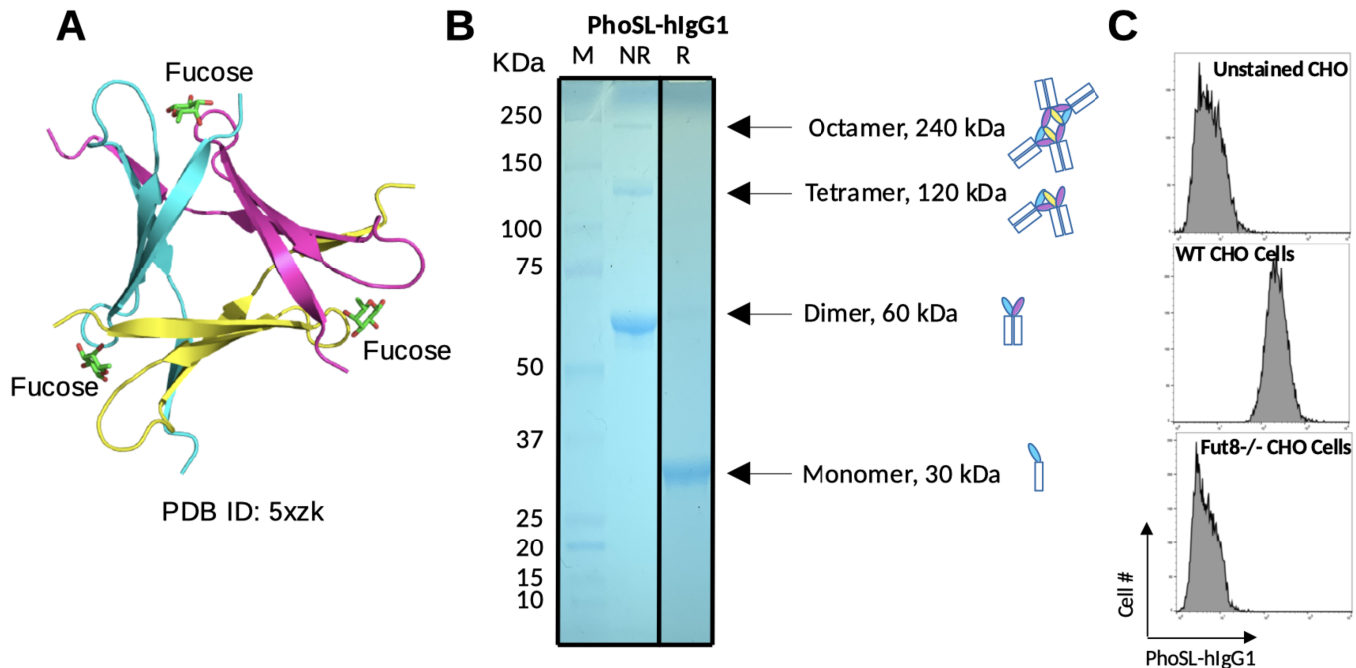 A
Fucose
Fucose
Fucose
PDB ID: 5xzk
B
PhoSL-hIgG1
KDa
M NR R
250
150
100
75
50
37
25
20
15
10
Octamer, 240 kDa
Tetramer, 120 kDa
Dimer, 60 kDa
Monomer, 30 kDa
C
Unstained CHO
WT CHO Cells
Fut8-/- CHO Cells
Cell #
PhoSL-hIgG1